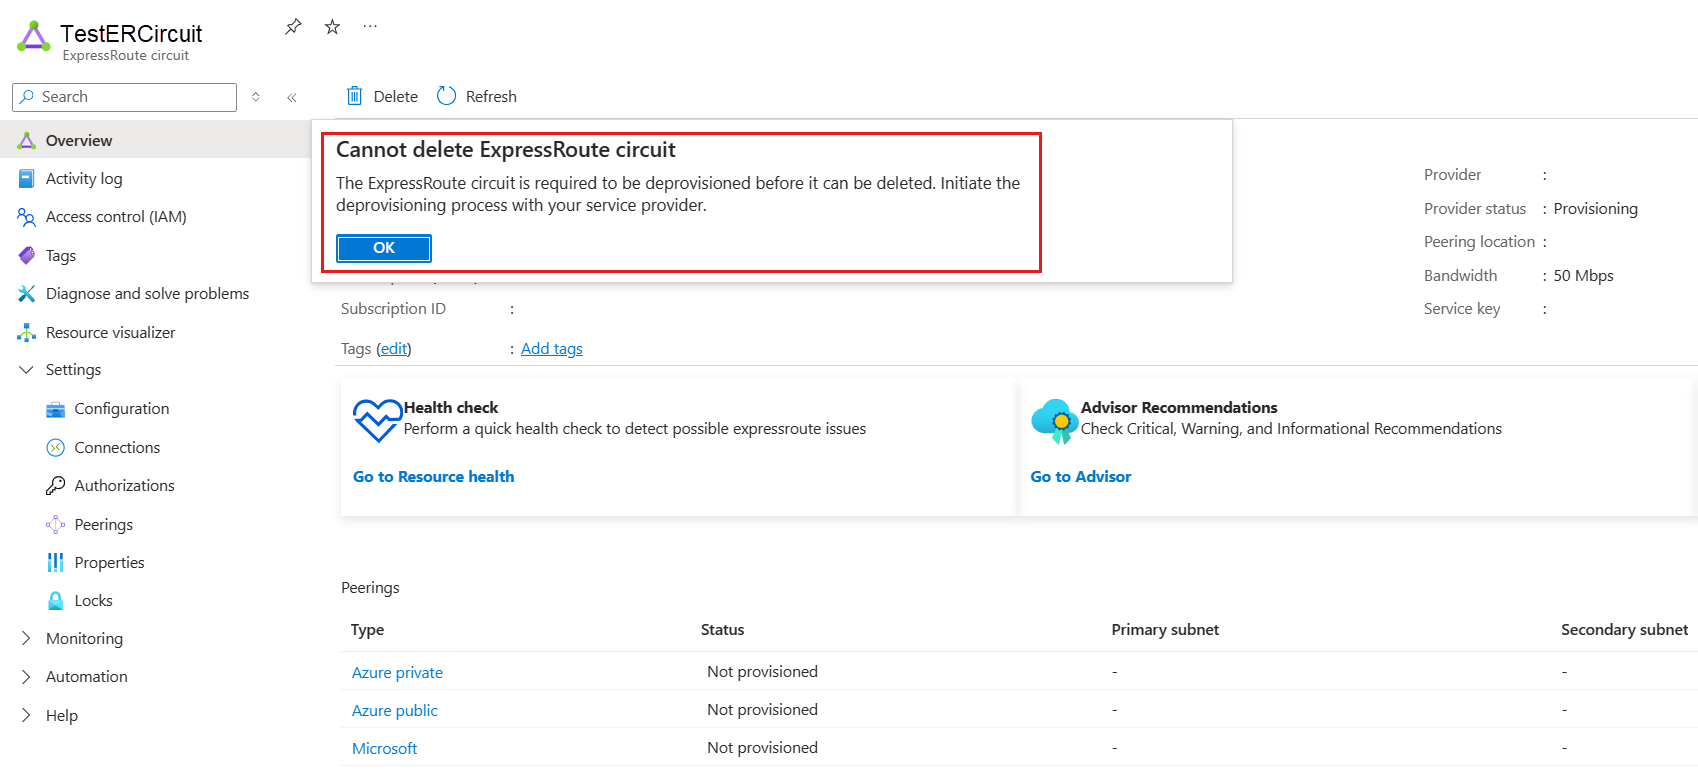 TestERCircuit
ExpressRoute circuit
Search
Delete Refresh
Overview
Activity log
Access control (IAM)
Tags
Diagnose and solve problems
Resource visualizer
Settings
Configuration
Connections
Authorizations
Peerings
Properties
Locks
Monitoring
Automation
Help
Cannot delete ExpressRoute circuit
The ExpressRoute circuit is required to be deprovisioned before it can be deleted. Initiate the
deprovisioning process with your service provider.
OK
Subscription ID :
Tags (edit) : Add tags
Provider :
Provider status : Provisioning
Peering location :
Bandwidth : 50 Mbps
Service key :
Health check
Perform a quick health check to detect possible expressroute issues
Go to Resource health
Advisor Recommendations
Check Critical, Warning, and Informational Recommendations
Go to Advisor
Peerings
Type Status Primary subnet Secondary subnet
Azure private Not provisioned - -
Azure public Not provisioned - -
Microsoft Not provisioned - -